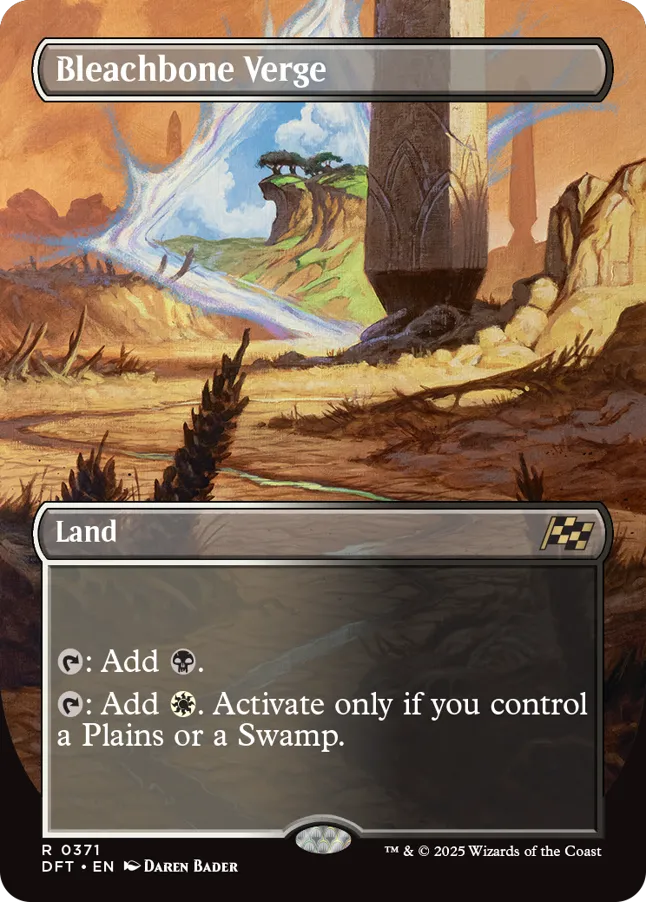 Bleachbone Verge
Land
: Add .
: Add . Activate only if you control
a Plains or a Swamp.
R 0371
DFT • EN Daren Bader
™ & © 2025 Wizards of the Coast